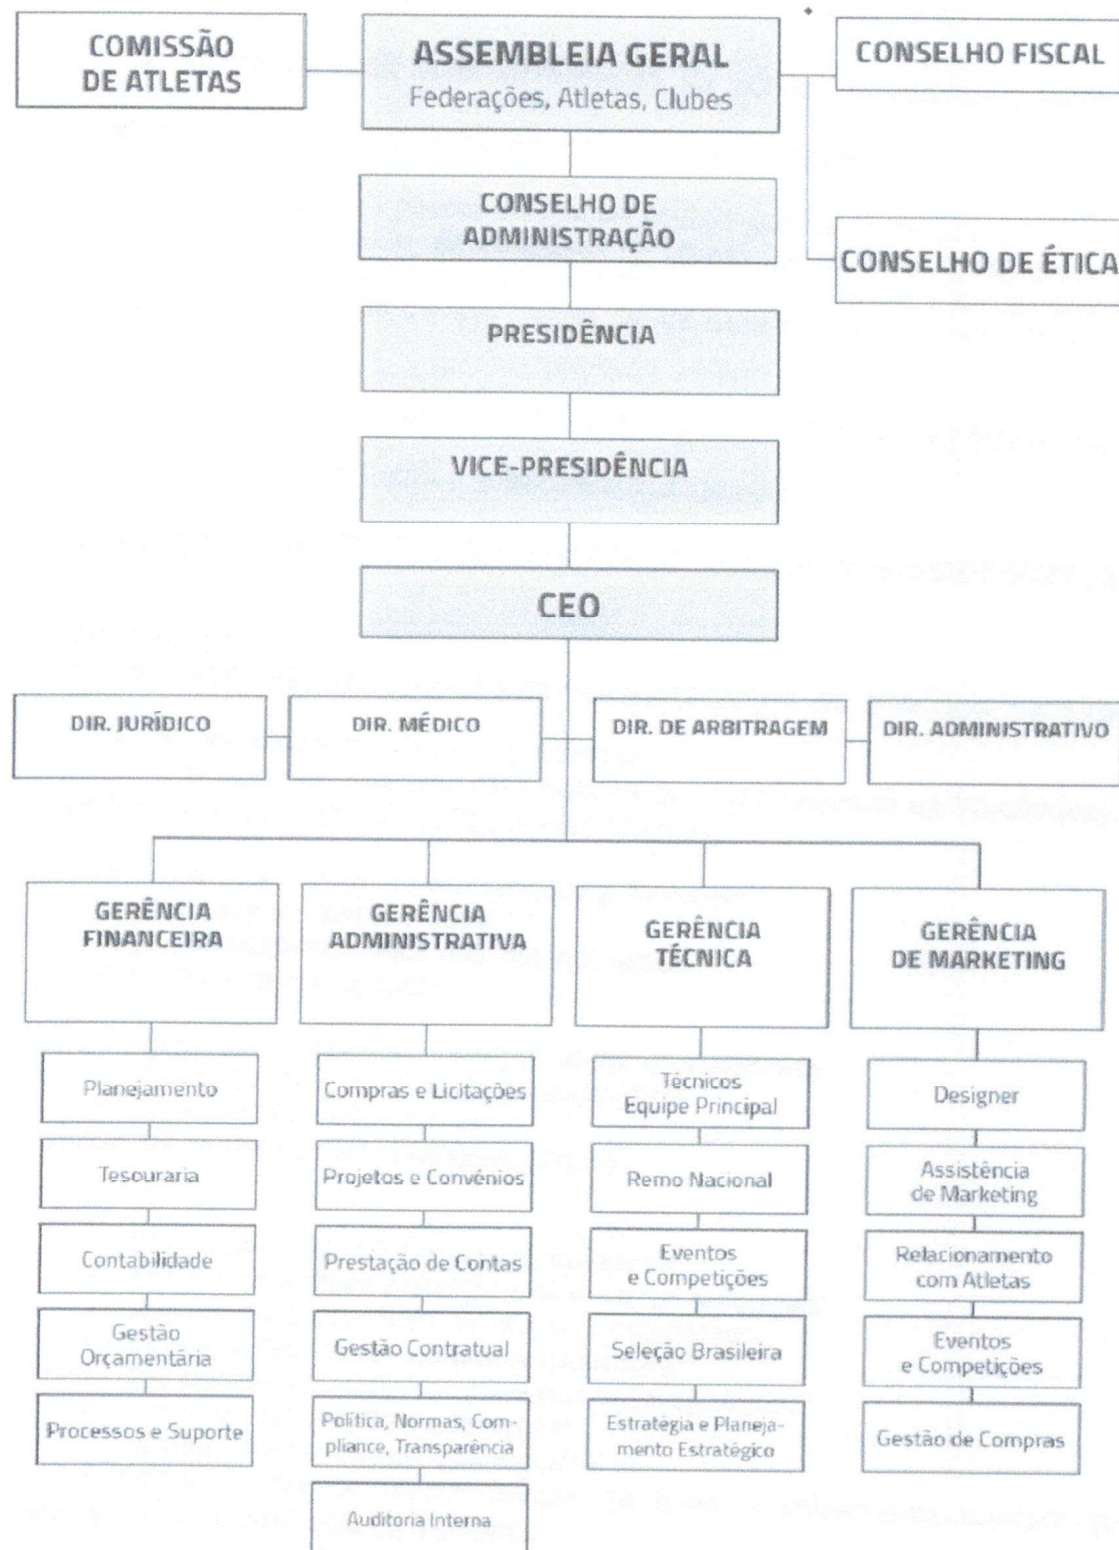 COMISSÃO
DE ATLETAS
ASSEMBLEIA GERAL
Federações, Atletas, Clubes
CONSELHO FISCAL
CONSELHO DE
ADMINISTRAÇÃO
CONSELHO DE ÉTICA
PRESIDÊNCIA
VICE-PRESIDÊNCIA
CEO
DIR. JURÍDICO
DIR. MÉDICO
DIR. DE ARBITRAGEM
DIR. ADMINISTRATIVO
GERÊNCIA
FINANCEIRA
GERÊNCIA
ADMINISTRATIVA
GERÊNCIA
TÉCNICA
GERÊNCIA
DE MARKETING
Planejamento
Tesouraria
Contabilidade
Gestão
Orçamentária
Processos e Suporte
Compras e Licitações
Projetos e Convênios
Prestação de Contas
Gestão Contratual
Política, Normas, Com-
pliance, Transparência
Auditoria Interna
Técnicos
Equipe Principal
Remo Nacional
Eventos
e Competições
Seleção Brasileira
Estratégia e Planeja-
mento Estratégico
Designer
Assistência
de Marketing
Relacionamento
com Atletas
Eventos
e Competições
Gestão de Compras